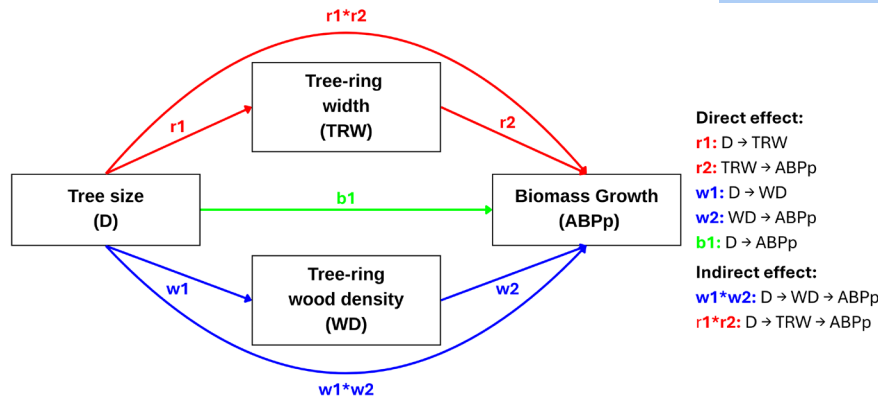 r1*r2
Tree-ring
width
(TRW)
r1
r2
Tree size
(D)
b1
Biomass Growth
(ABPp)
w1
Tree-ring
wood density
(WD)
w2
w1*w2
Direct effect:
r1: D → TRW
r2: TRW → ABPp
w1: D → WD
w2: WD → ABPp
b1: D → ABPp
Indirect effect:
w1*w2: D → WD → ABPp
r1*r2: D → TRW → ABPp